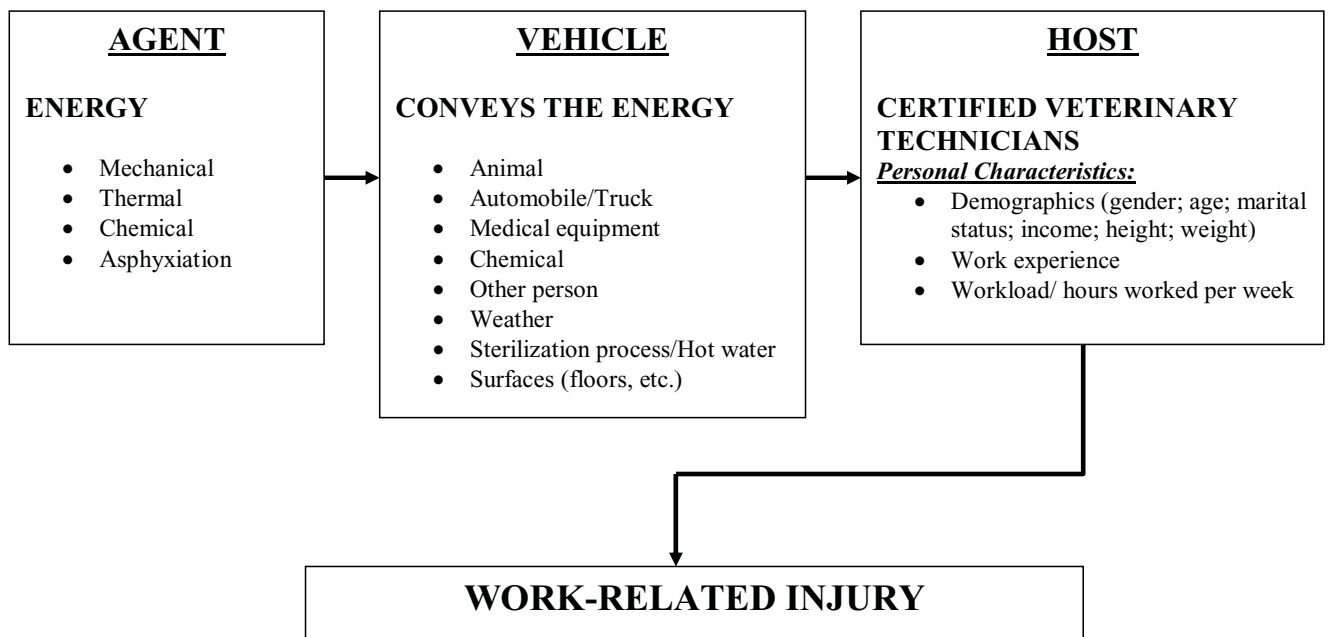 AGENT
ENERGY
• Mechanical
• Thermal
• Chemical
• Asphyxiation
VEHICLE
CONVEYS THE ENERGY
• Animal
• Automobile/Truck
• Medical equipment
• Chemical
• Other person
• Weather
• Sterilization process/Hot water
• Surfaces (floors, etc.)
HOST
CERTIFIED VETERINARY
TECHNICIANS
Personal Characteristics:
• Demographics (gender; age; marital
status; income; height; weight)
• Work experience
• Workload/ hours worked per week
WORK-RELATED INJURY